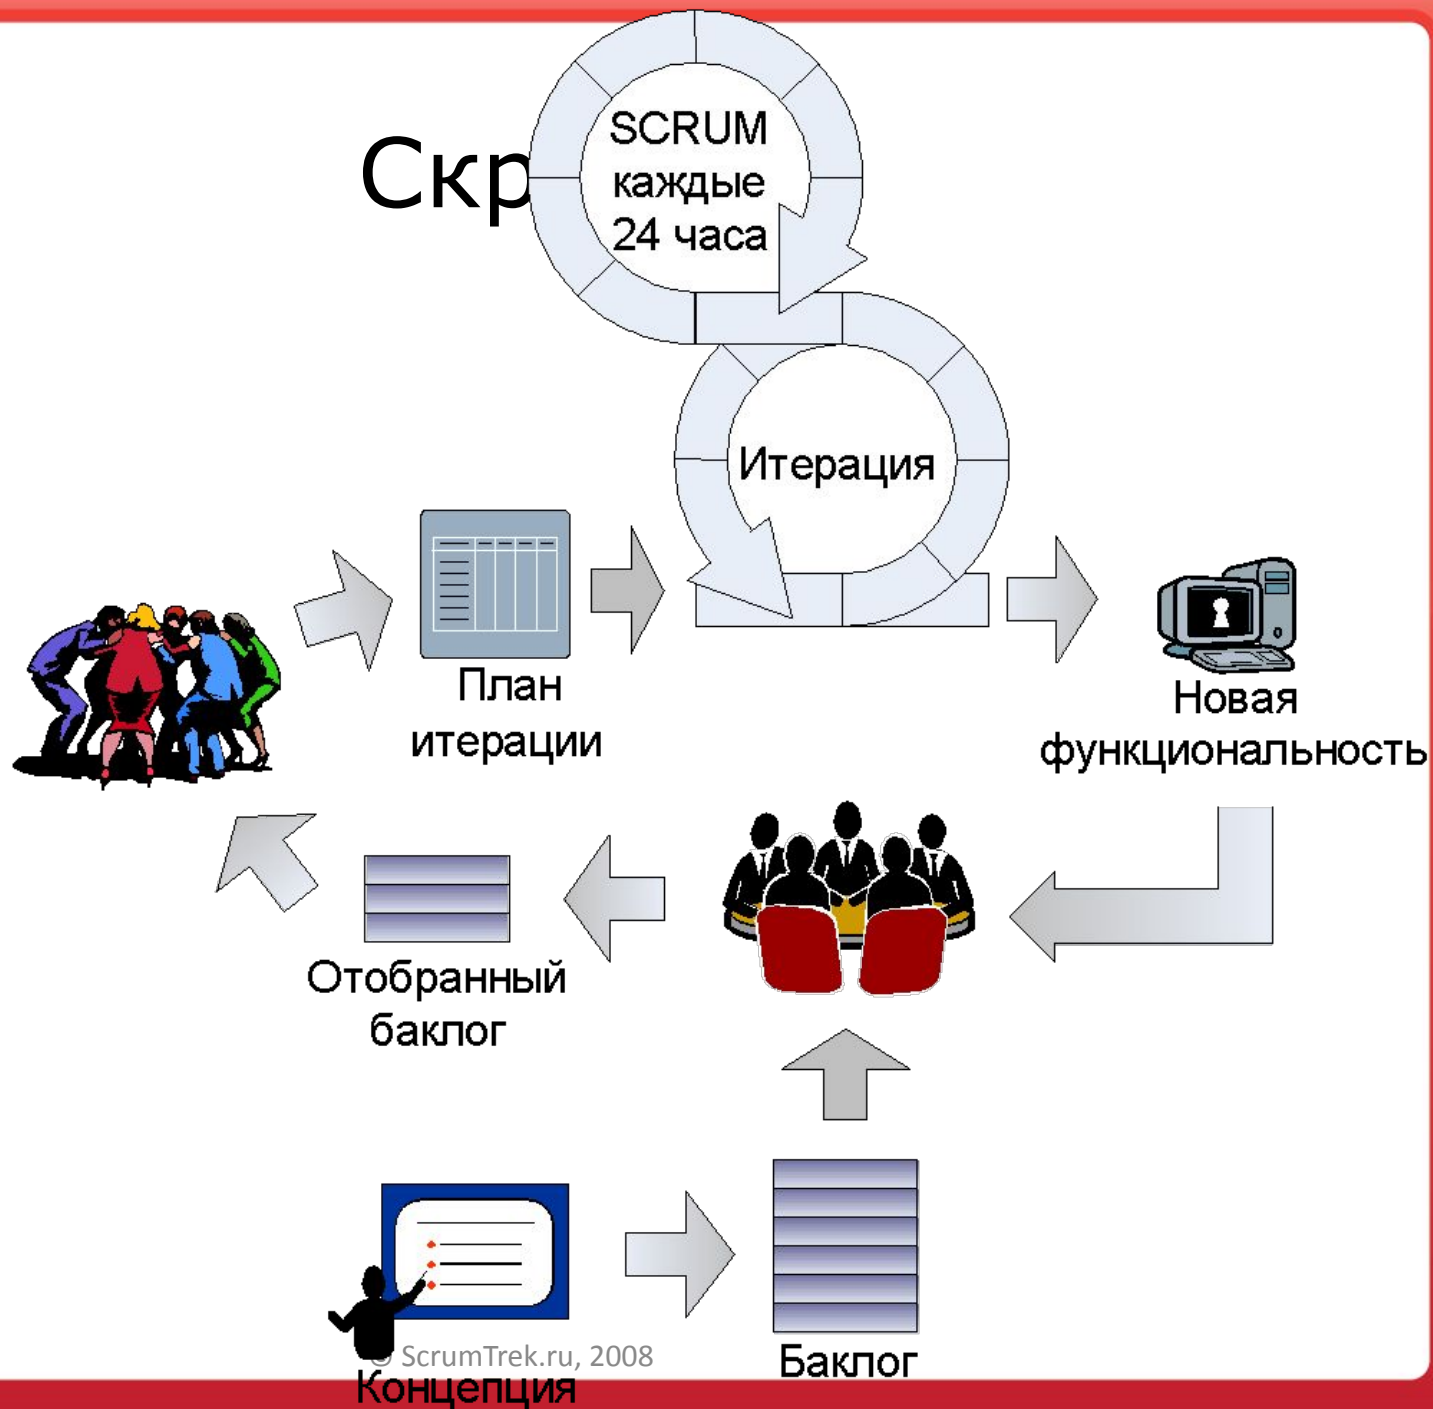 SCRUM
каждые
24 часа
Скр
Итерация
План
итерации
Новая
функциональность
Отобранный
баклог
Баклог
ScrumTrek.ru, 2008
Концепция